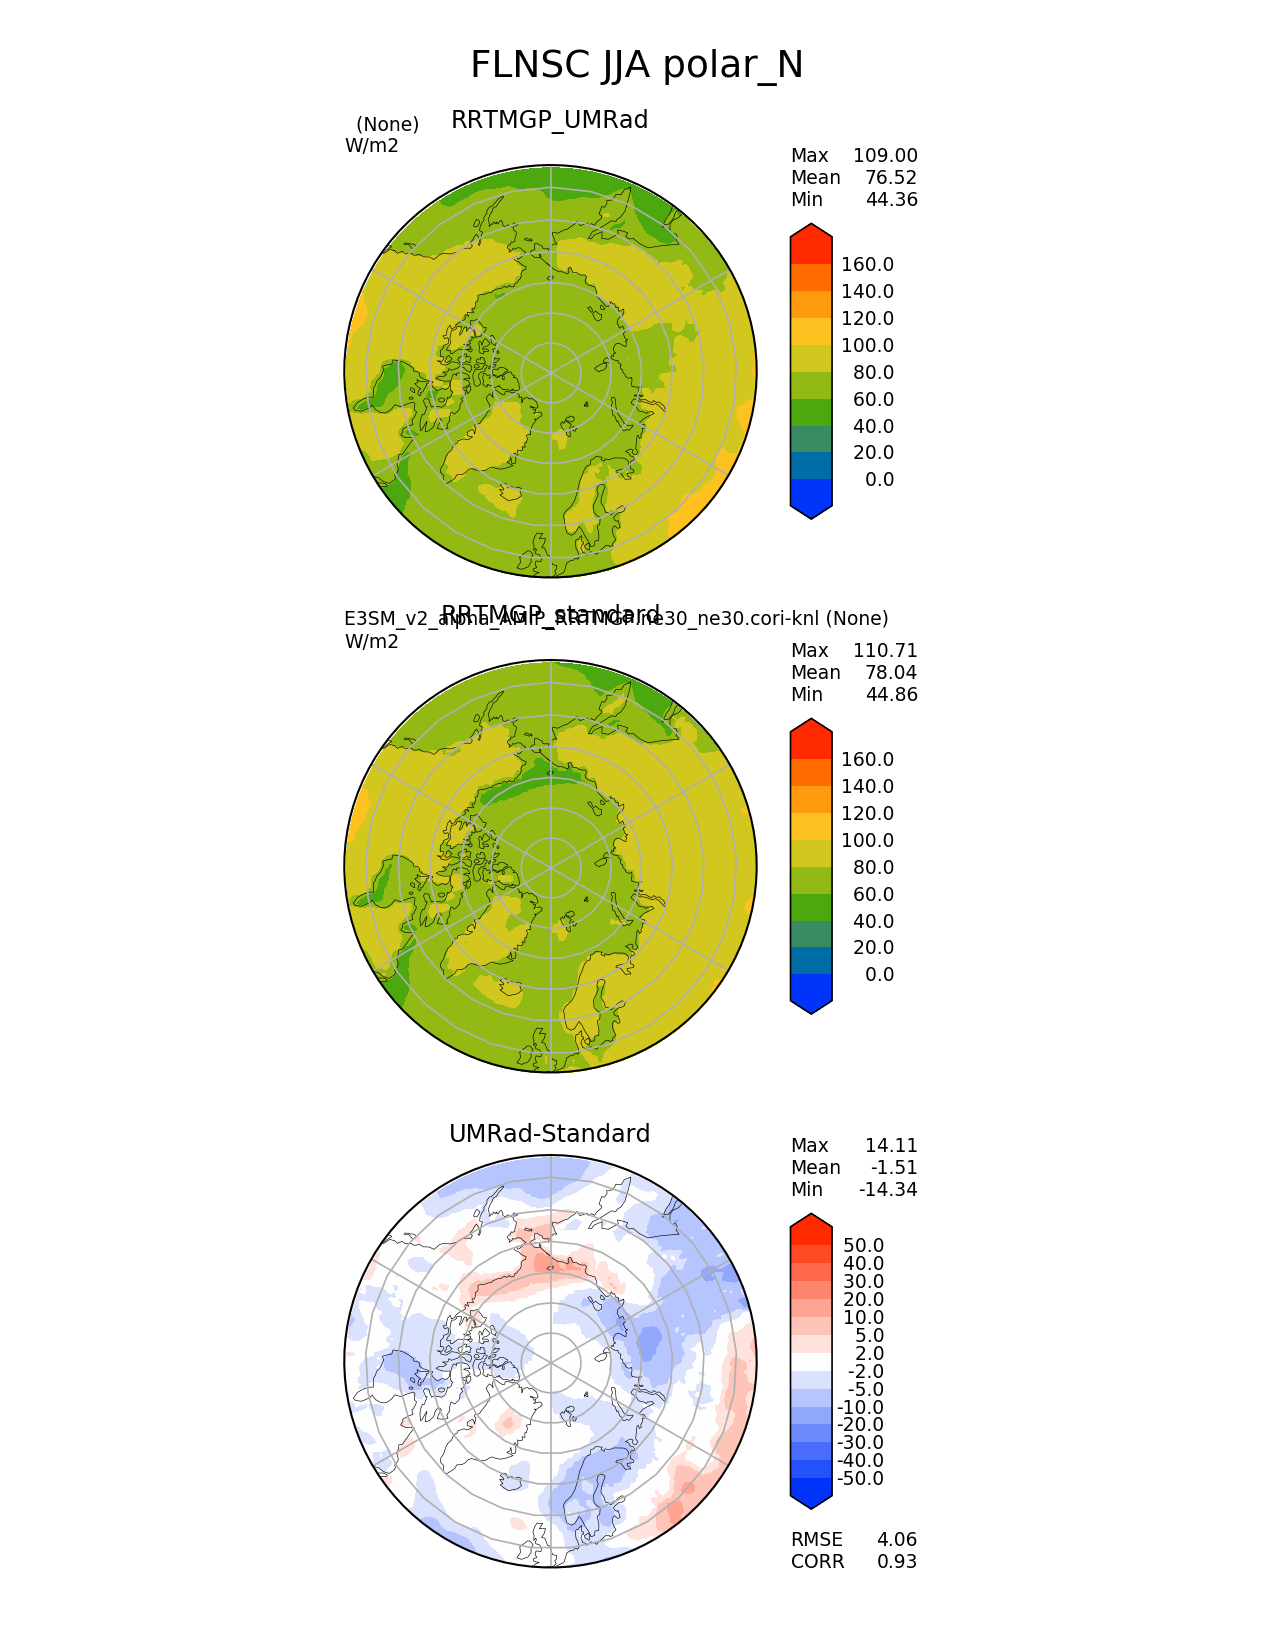 FLNSC JJA polar_N
(None)
RRTMGP_UMRad
W/m2
Max 109.00
Mean 76.52
Min 44.36
160.0
140.0
120.0
100.0
80.0
60.0
40.0
20.0
0.0
RRTMGP_standard
E3SM_v2_alpha_AMIP_RRTMGP.ne30_ne30.cori-knl (None)
W/m2
Max 110.71
Mean 78.04
Min 44.86
160.0
140.0
120.0
100.0
80.0
60.0
40.0
20.0
0.0
UMRad-Standard
Max 14.11
Mean -1.51
Min -14.34
50.0
40.0
30.0
20.0
10.0
5.0
2.0
-2.0
-5.0
-10.0
-20.0
-30.0
-40.0
-50.0
RMSE 4.06
CORR 0.93